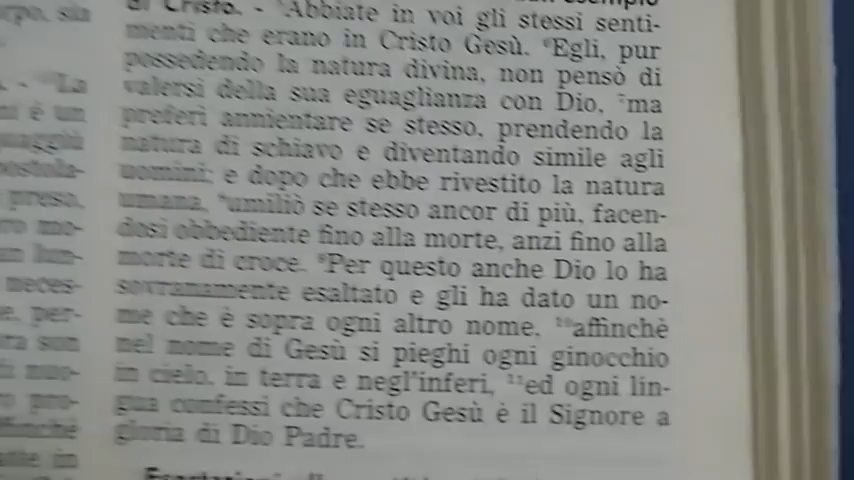 rpo, sia
esempio
di Cristo. - ⁵Abbiate in voi gli stessi senti-
menti che erano in Cristo Gesù. ⁶Egli, pur
possedendo la natura divina, non pensò di
valersi della sua eguaglianza con Dio, ⁷ma
preferì annientare se stesso, prendendo la
natura di schiavo e diventando simile agli
uomini; e dopo che ebbe rivestito la natura
umana, ⁸umiliò se stesso ancor di più, facen-
dosi obbediente fino alla morte, anzi fino alla
morte di croce. ⁹Per questo anche Dio lo ha
sovranamente esaltato e gli ha dato un no-
me che è sopra ogni altro nome, ¹⁰affinchè
nel nome di Gesù si pieghi ogni ginocchio
in cielo, in terra e negl'inferi, ¹¹ed ogni lin-
gua confessi che Cristo Gesù è il Signore a
gloria di Dio Padre.